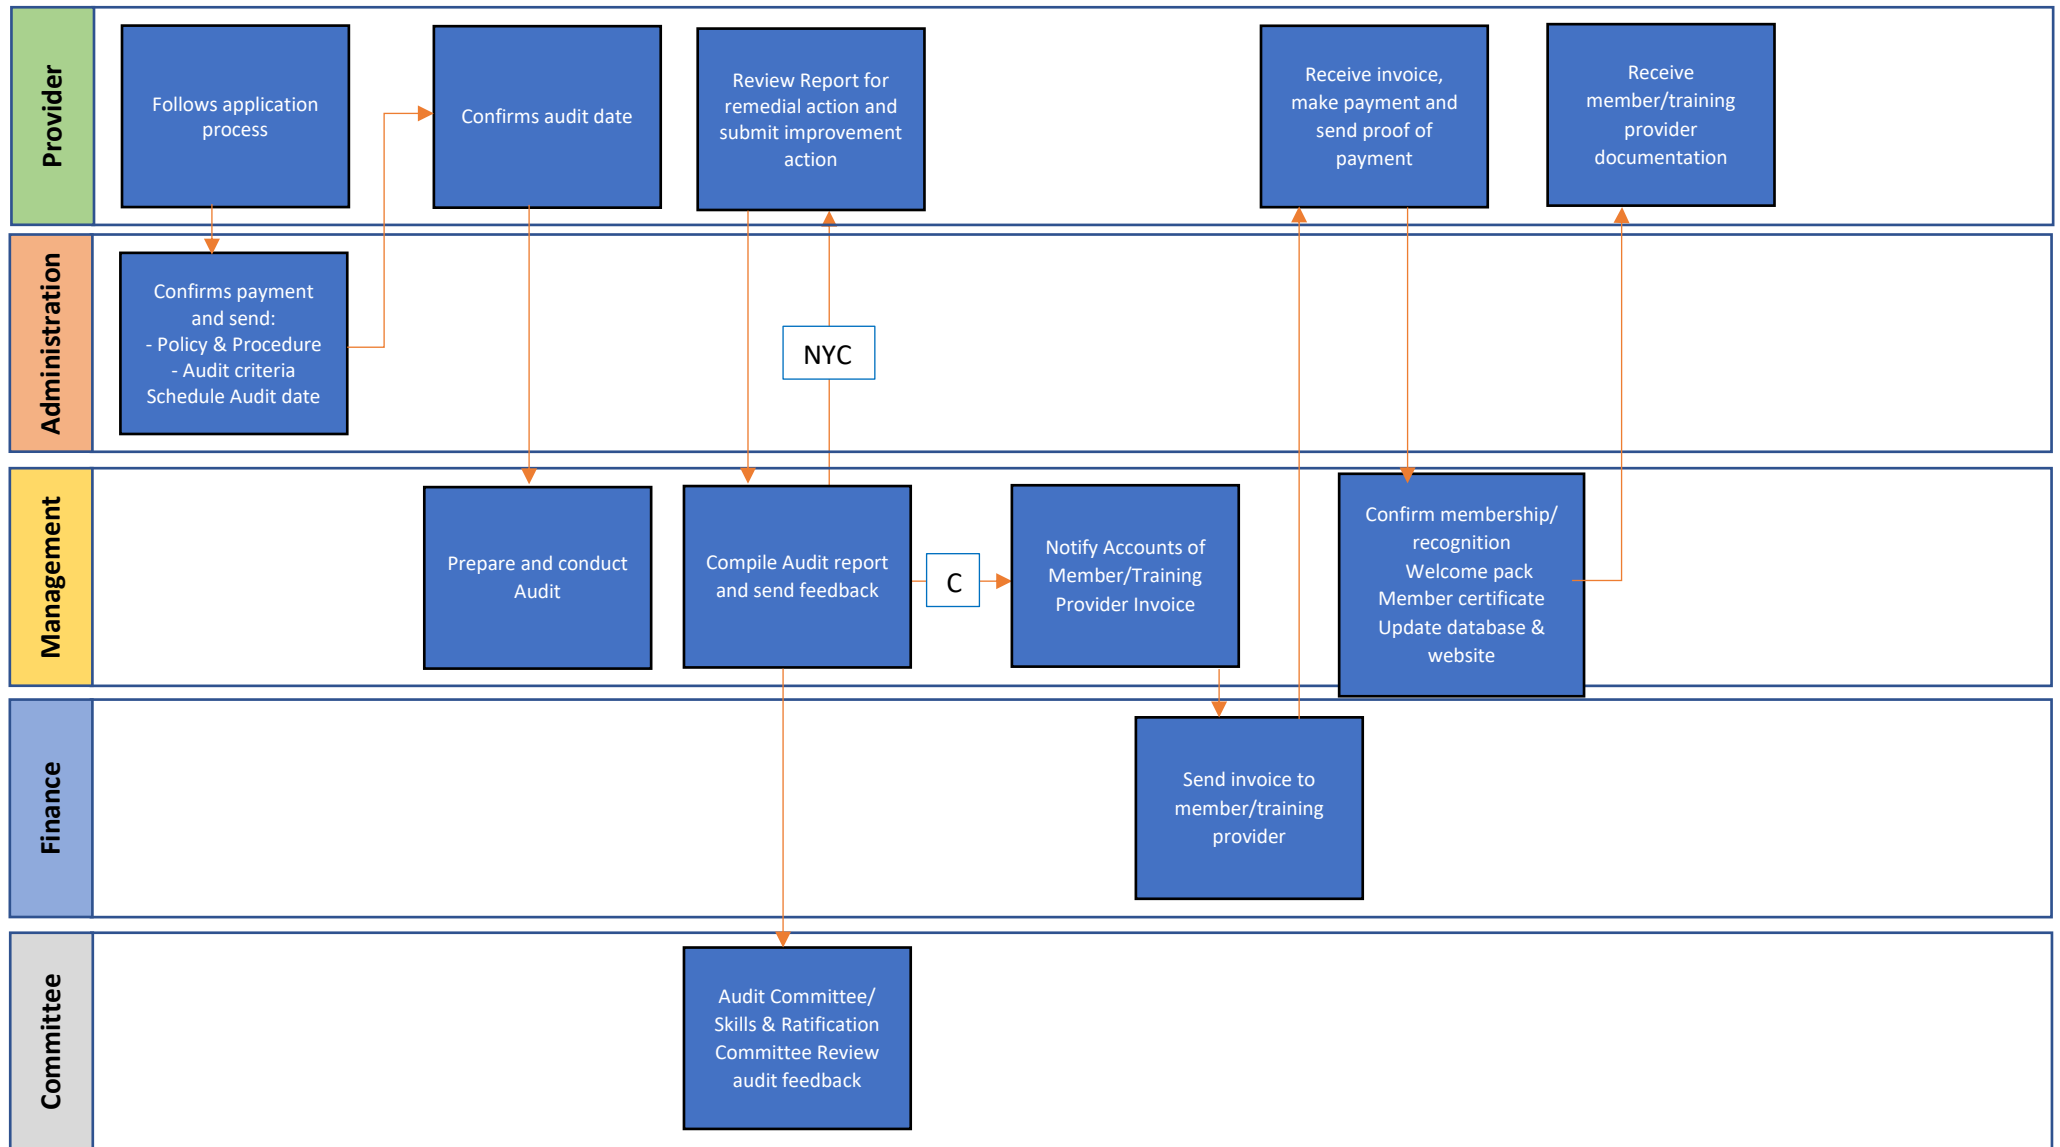 Provider
Follows application
process
Confirms audit date
Review Report for
remedial action and
submit improvement
action
Receive invoice,
make payment and
send proof of
payment
Receive
member/training
provider
documentation
Administration
Confirms payment
and send:
- Policy & Procedure
- Audit criteria
Schedule Audit date
NYC
Management
Prepare and conduct
Audit
Compile Audit report
and send feedback
C
Notify Accounts of
Member/Training
Provider Invoice
Confirm membership/
recognition
Welcome pack
Member certificate
Update database &
website
Finance
Send invoice to
member/training
provider
Committee
Audit Committee/
Skills & Ratification
Committee Review
audit feedback